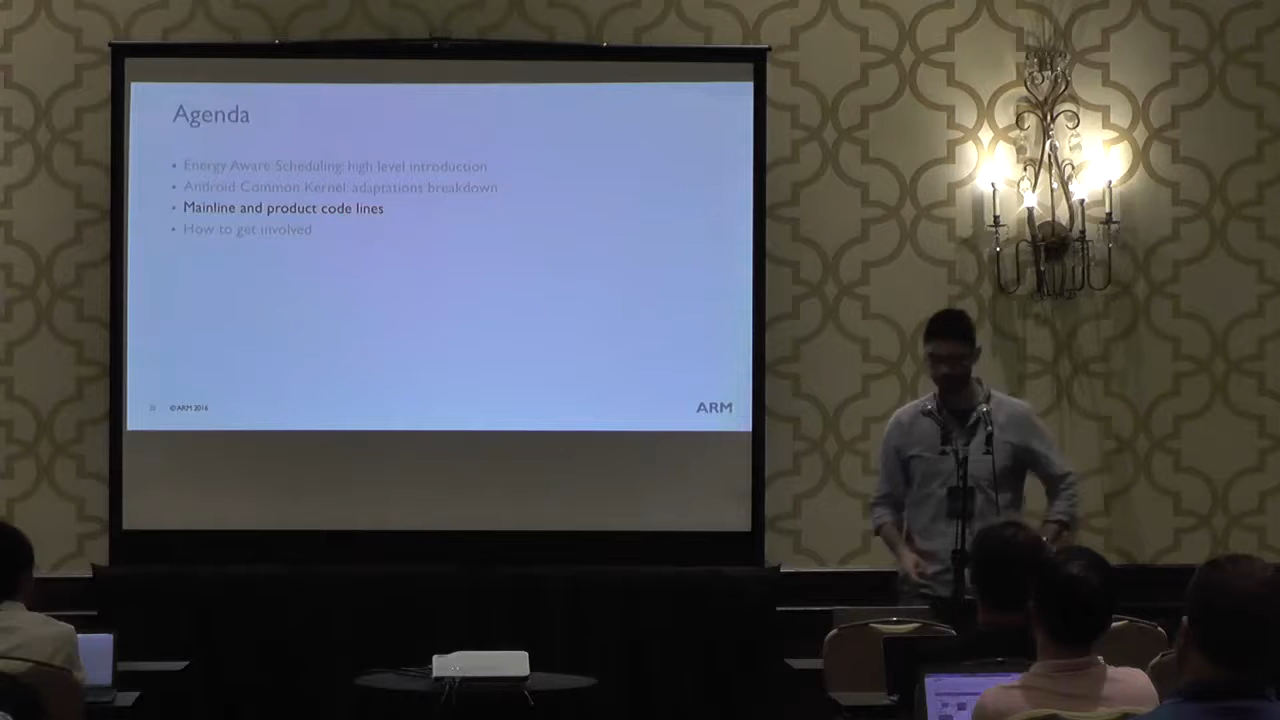 Agenda
• Energy Aware Scheduling: high level introduction
• Android Common Kernel adaptations breakdown
• Mainline and product code lines
• How to get involved
© ARM 2016
ARM